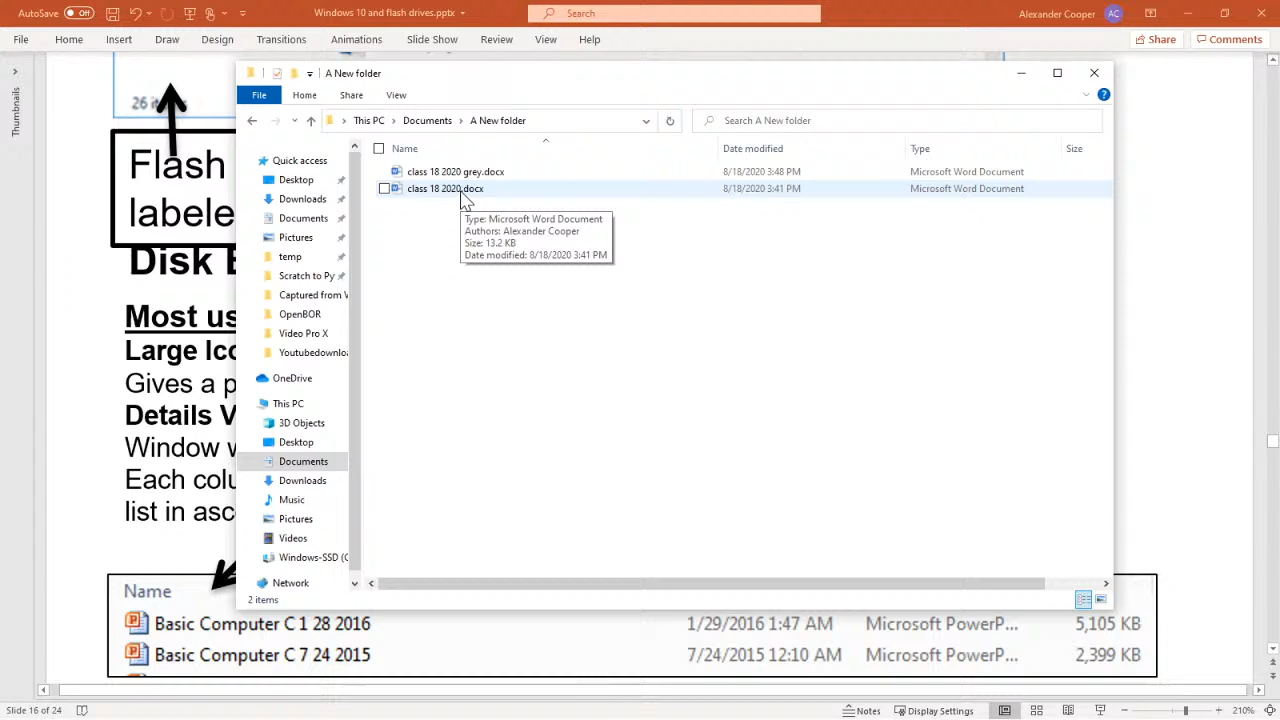 AutoSave Off Windows 10 and flash drives.pptx Search Alexander Cooper AC
File Home Insert Draw Design Transitions Animations Slide Show Review View Help Share Comments
Thumbnails
26
Flash
labele
Disk
Most us
Large Ico
Gives a p
Details V
Window w
Each colu
list in asc
A New folder
File Home Share View
This PC Documents A New folder Search A New folder
Name Date modified Type Size
class 18 2020 grey.docx 8/18/2020 3:48 PM Microsoft Word Document
class 18 2020.docx 8/18/2020 3:41 PM Microsoft Word Document
Type: Microsoft Word Document
Authors: Alexander Cooper
Size: 13.2 KB
Date modified: 8/18/2020 3:41 PM
Quick access
Desktop
Downloads
Documents
Pictures
temp
Scratch to Py
Captured from V
OpenBOR
Video Pro X
Youtubedownloa
OneDrive
This PC
3D Objects
Desktop
Documents
Downloads
Music
Pictures
Videos
Windows-SSD (C
Network
2 items
Name
Basic Computer C 1 28 2016 1/29/2016 1:47 AM Microsoft PowerP... 5,105 KB
Basic Computer C 7 24 2015 7/24/2015 12:10 AM Microsoft PowerP... 2,399 KB
Slide 16 of 24 Notes Display Settings 210%